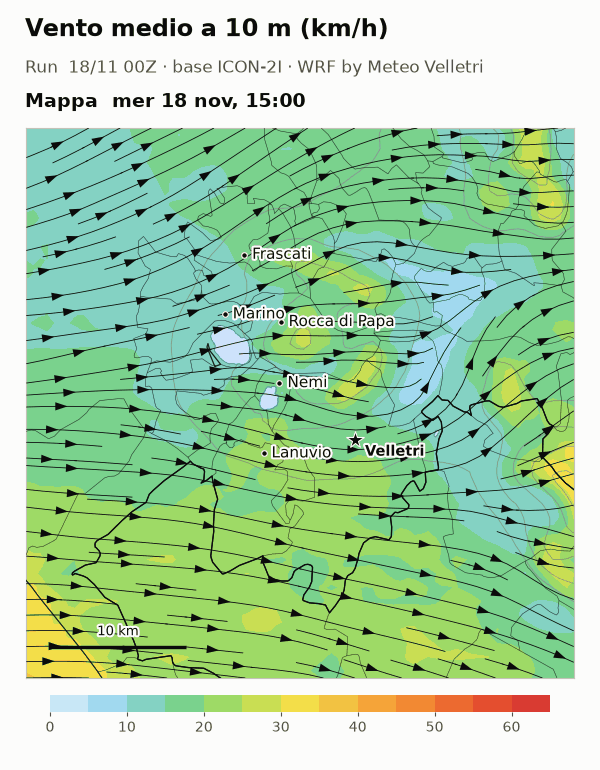 Vento medio a 10 m (km/h)
Run  18/11 00Z · base ICON-2I · WRF by Meteo Velletri
Mappa  mer 18 nov, 15:00
Frascati
Marino
Rocca di Papa
Nemi
Velletri
Lanuvio
10 km
0 10 20 30 40 50 60